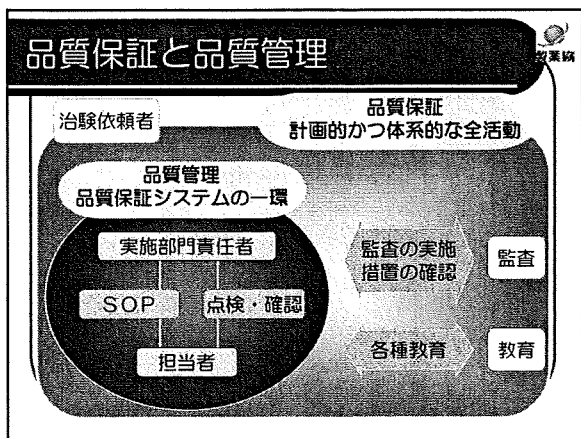 品質保証と品質管理
製薬協
治験依頼者
品質保証
計画的かつ体系的な全活動
品質管理
品質保証システムの一環
実施部門責任者
SOP
点検・確認
担当者
監査の実施
措置の確認
監査
各種教育
教育